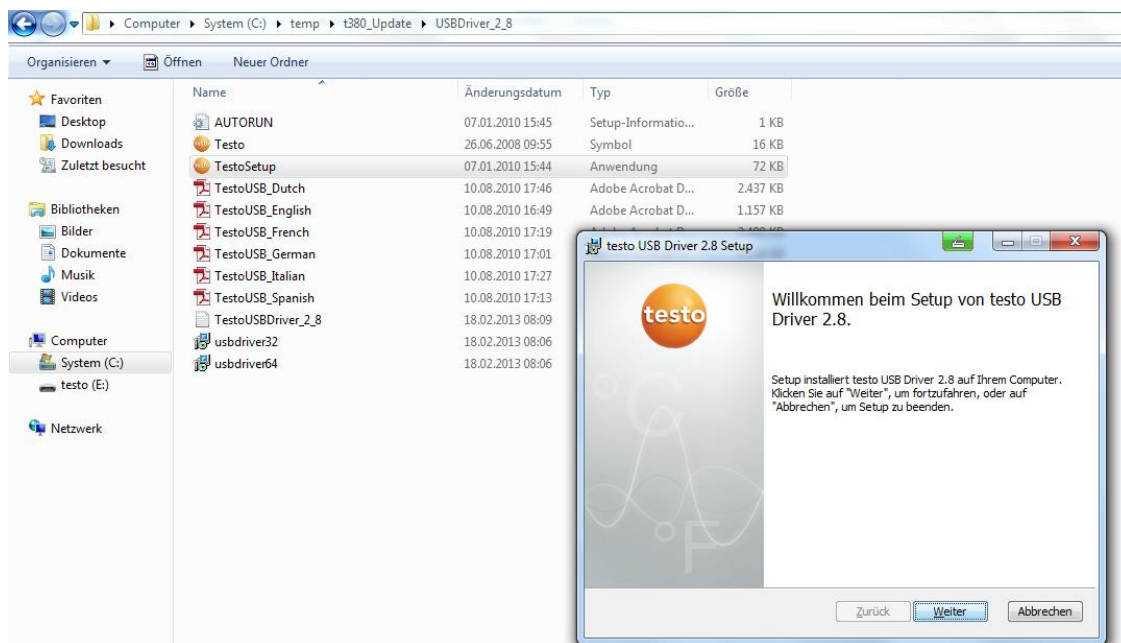 Computer ▸ System (C:) ▸ temp ▸ t380_Update ▸ USBDriver_2_8
Organisieren Öffnen Neuer Ordner
Favoriten
Desktop
Downloads
Zuletzt besucht
Bibliotheken
Bilder
Dokumente
Musik
Videos
Computer
System (C:)
testo (E:)
Netzwerk
Name Änderungsdatum Typ Größe
AUTORUN 07.01.2010 15:45 Setup-Informatio... 1 KB
Testo 26.06.2008 09:55 Symbol 16 KB
TestoSetup 07.01.2010 15:44 Anwendung 72 KB
TestoUSB_Dutch 10.08.2010 17:46 Adobe Acrobat D... 2.437 KB
TestoUSB_English 10.08.2010 16:49 Adobe Acrobat D... 1.157 KB
TestoUSB_French 10.08.2010 17:19
TestoUSB_German 10.08.2010 17:01
TestoUSB_Italian 10.08.2010 17:27
TestoUSB_Spanish 10.08.2010 17:13
TestoUSBDriver_2_8 18.02.2013 08:09
usbdriver32 18.02.2013 08:06
usbdriver64 18.02.2013 08:06
testo USB Driver 2.8 Setup
testo
°C
°F
Willkommen beim Setup von testo USB
Driver 2.8.
Setup installiert testo USB Driver 2.8 auf Ihrem Computer.
Klicken Sie auf "Weiter", um fortzufahren, oder auf
"Abbrechen", um Setup zu beenden.
Zurück Weiter Abbrechen